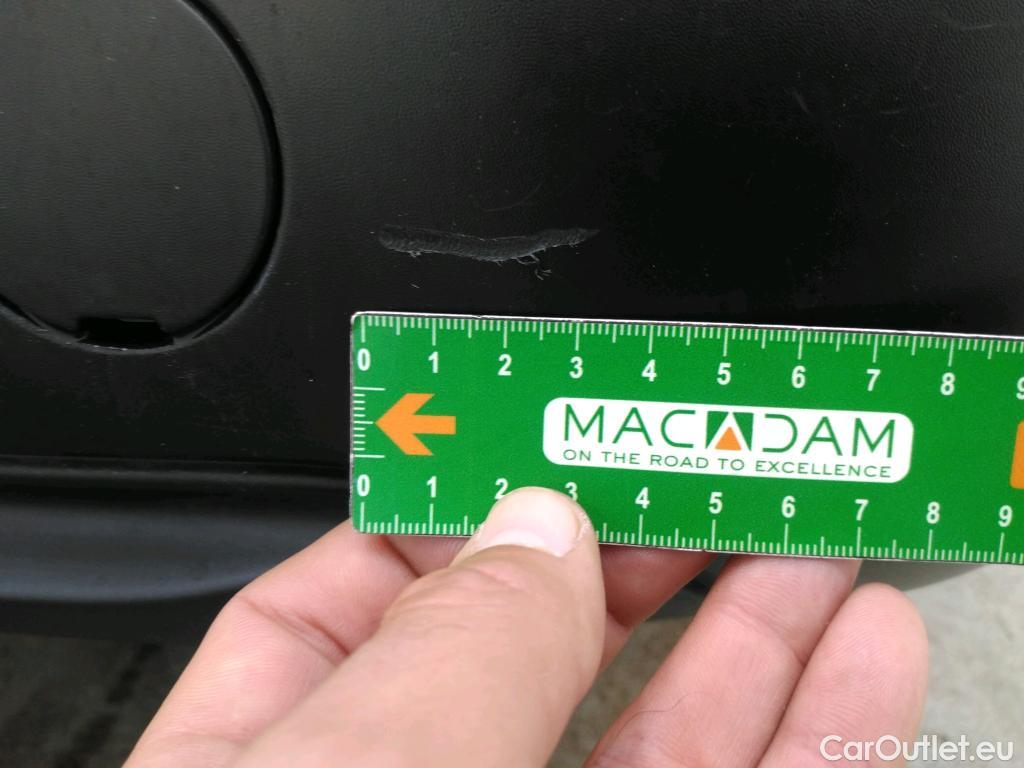 0 1 2 3 4 5 6 7 8 9
MACADAM
ON THE ROAD TO EXCELLENCE
0 1 2 3 4 5 6 7 8 9
CarOutlet.eu